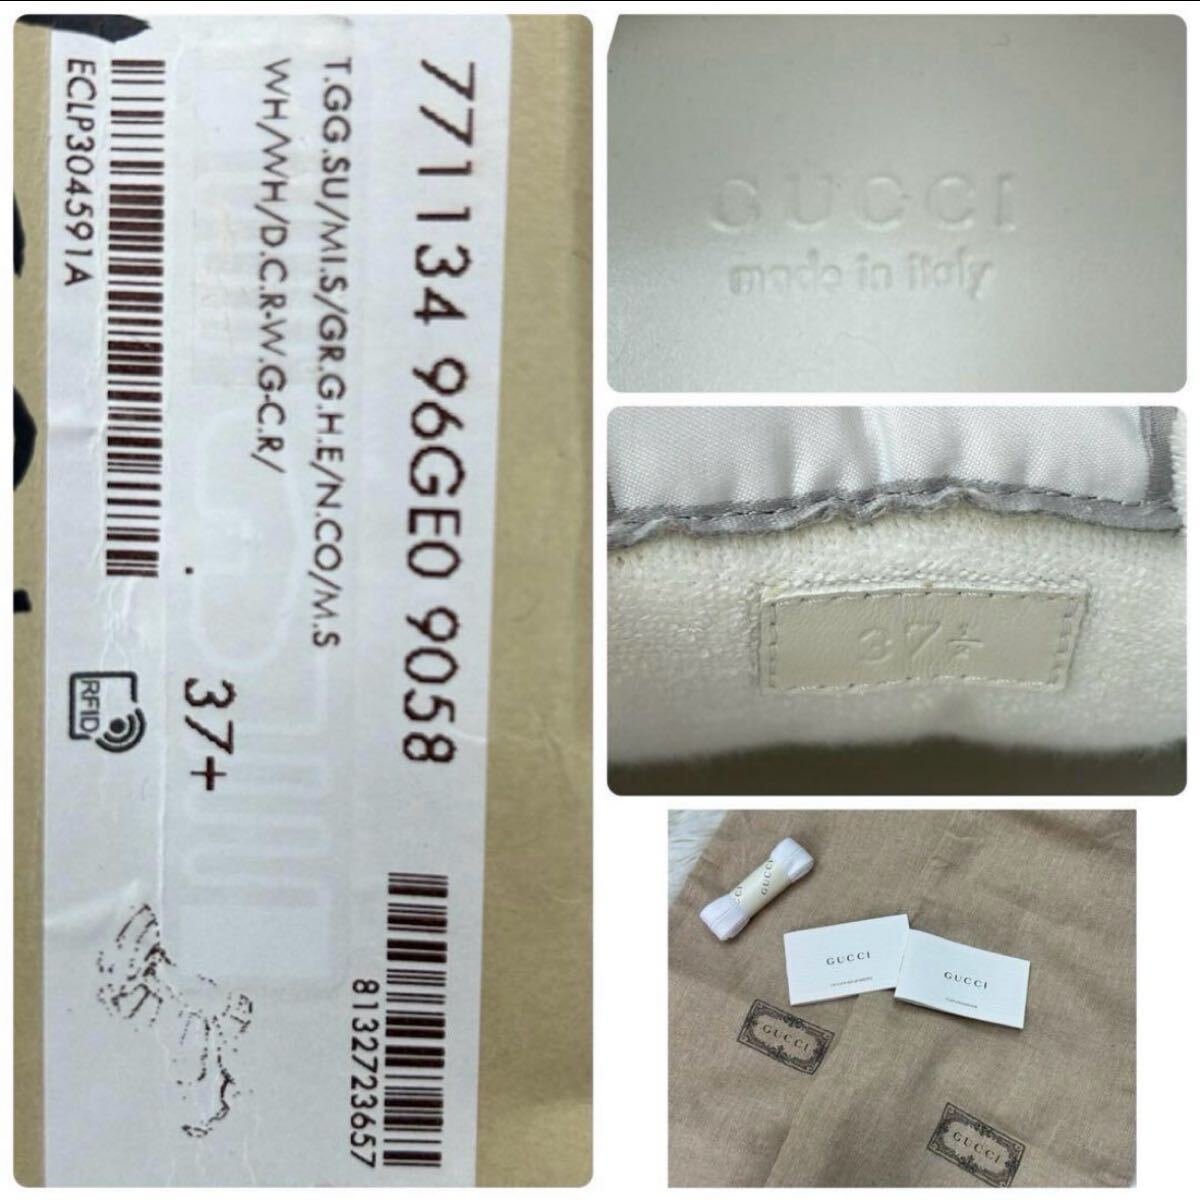 771134 96GE0 9058
T.GG.SU/MI.S/GR.G.H.E/N.CO/M.S
WH/WH/D.C.R-W.G-C.R/
. 37+
ECLP304591A
RFID
8132723657
GUCCI
made in italy
37½
GUCCI
GUCCI
GUCCI
GUCCI
GUCCI